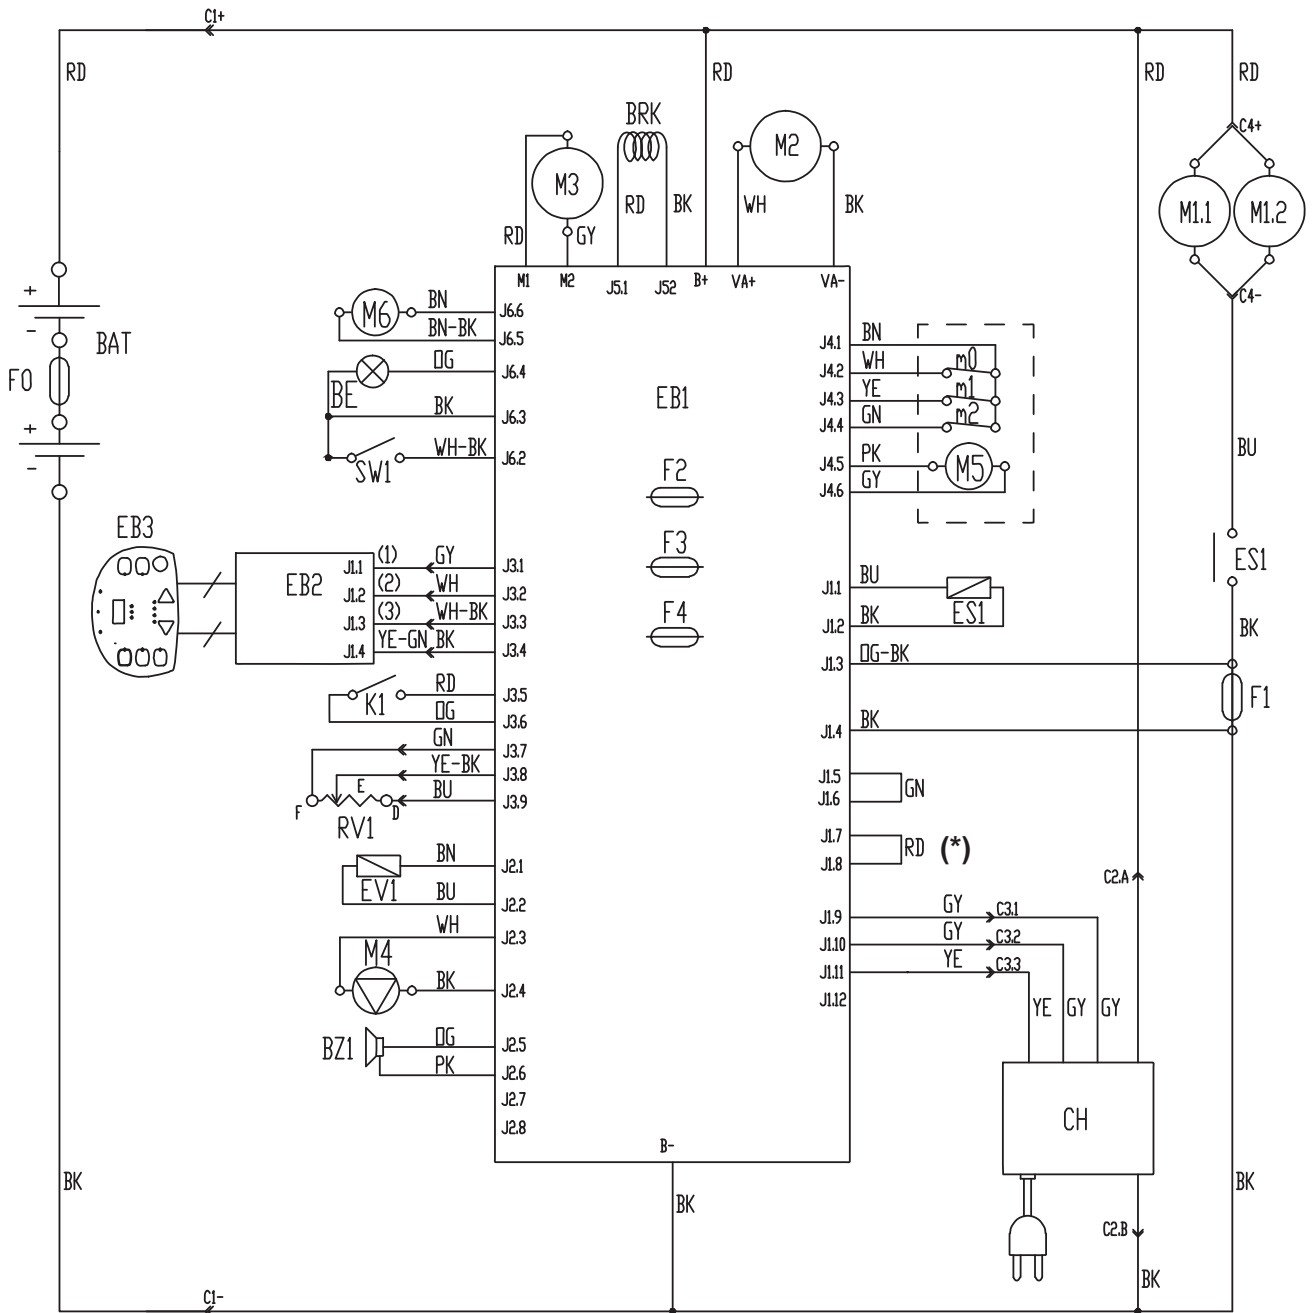 C1+
RD
RD
RD
RD
BRK
M2
C4+
M3
M1.1
M1.2
RD
BK
WH
BK
RD
GY
M1
M2
J5.1
J52
B+
VA+
VA-
C4-
+
-
BAT
F0
+
-
M6
BN
J6.6
BN-BK
J6.5
OG
J6.4
BE
BK
J6.3
WH-BK
J6.2
SW1
EB1
F2
F3
F4
J4.1
BN
J4.2
WH
m0
J4.3
YE
m1
J4.4
GN
m2
J4.5
PK
M5
J4.6
GY
BU
ES1
BK
EB3
EB2
J1.1
(1)
GY
J3.1
J1.2
(2)
WH
J3.2
J1.3
(3)
WH-BK
J3.3
J1.4
YE-GN
BK
J3.4
K1
RD
J3.5
OG
J3.6
GN
J3.7
YE-BK
J3.8
BU
J3.9
F
E
D
RV1
J1.1
BU
ES1
J1.2
BK
J1.3
OG-BK
F1
J1.4
BK
J1.5
J1.6
GN
J1.7
J1.8
RD
(*)
BN
J2.1
EV1
BU
J2.2
WH
J2.3
M4
BK
J2.4
BZ1
OG
J2.5
PK
J2.6
J2.7
J2.8
C2.A
J1.9
GY
C3.1
J1.10
GY
C3.2
J1.11
YE
C3.3
J1.12
YE
GY
GY
CH
B-
BK
BK
BK
C2.B
BK
C1-